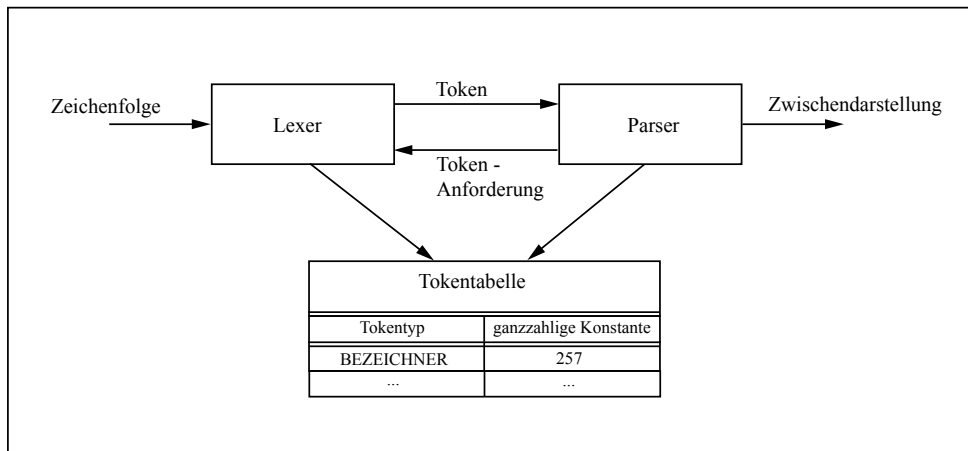 Zeichenfolge
Lexer
Token
Token -
Anforderung
Parser
Zwischendarstellung
Tokentabelle
Tokentyp
ganzzahlige Konstante
BEZEICHNER
257
...
...